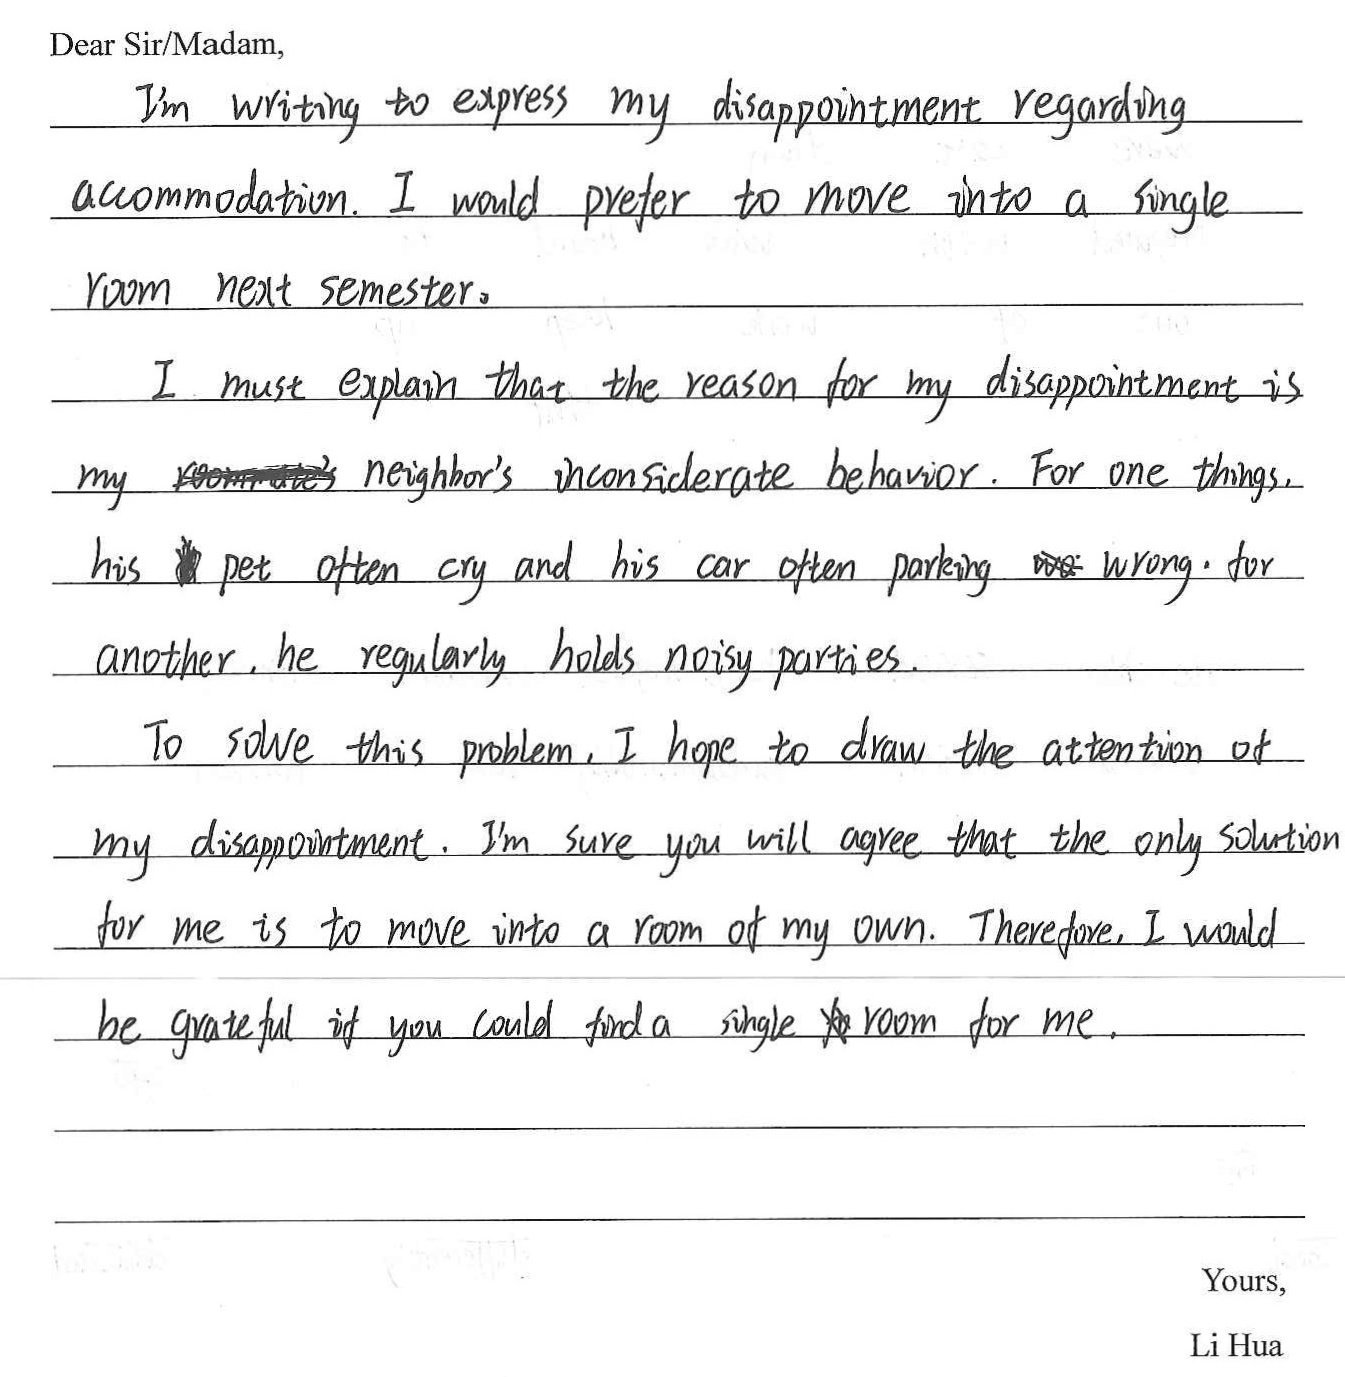 Dear Sir/Madam,
I'm writing to express my disappointment regarding
accommodation. I would prefer to move into a single
room next semester.
I must explain that the reason for my disappointment is
my neighbor's inconsiderate behavior. For one things,
his pet often cry and his car often parking wrong. for
another, he regularly holds noisy parties.
To solve this problem, I hope to draw the attention of
my disappointment. I'm sure you will agree that the only solution
for me is to move into a room of my own. Therefore, I would
be grateful if you could find a single room for me.
Yours,
Li Hua